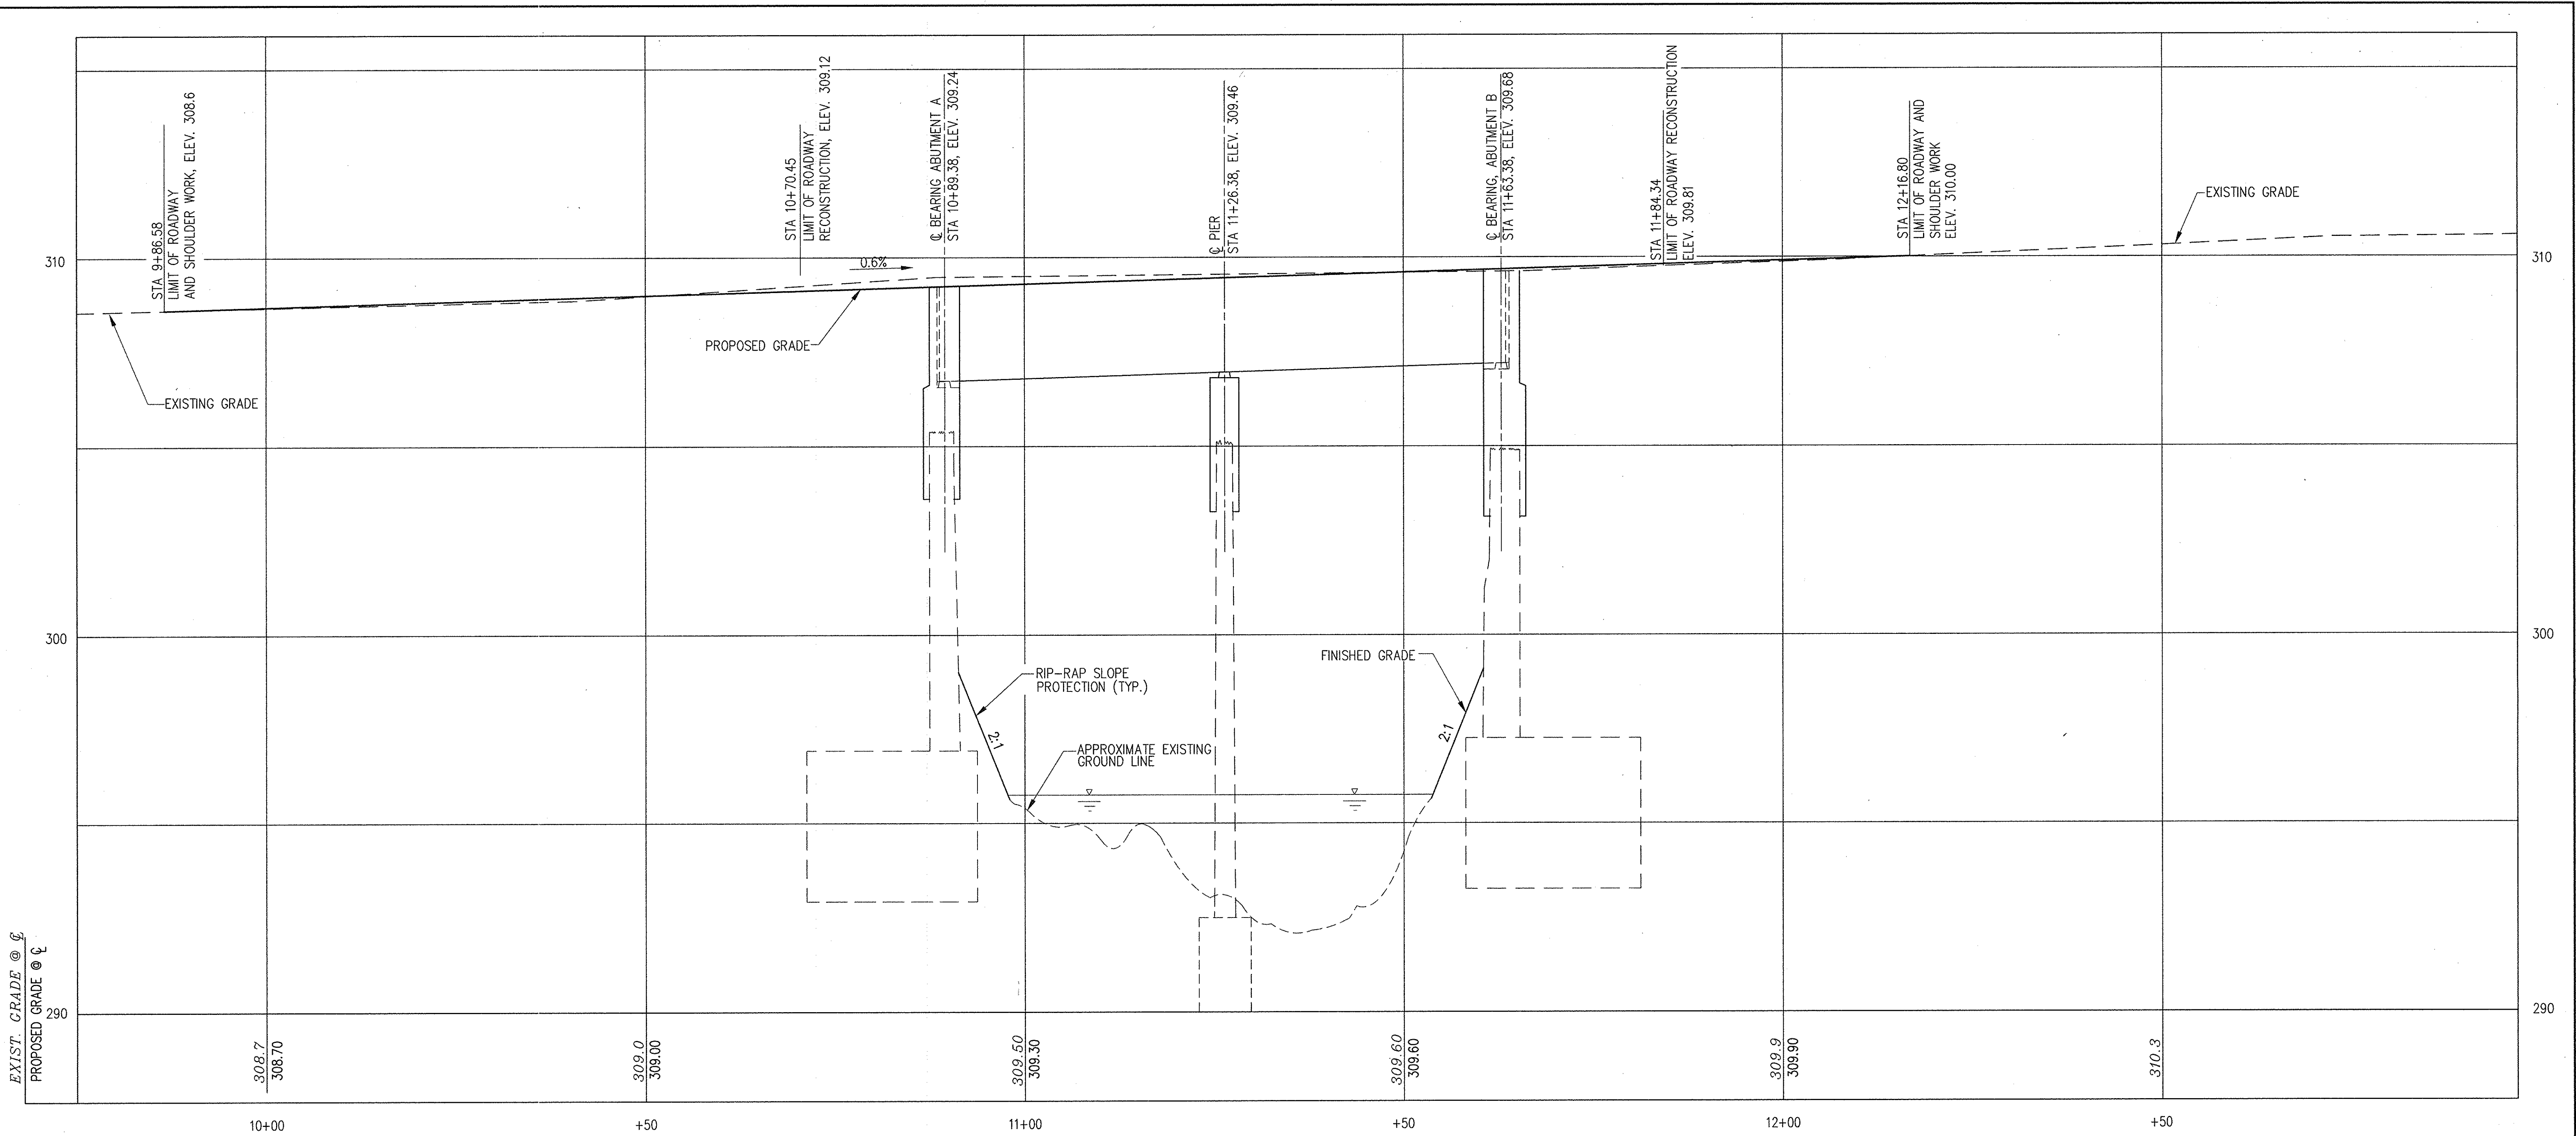 STA 9+86.58
LIMIT OF ROADWAY
AND SHOULDER WORK, ELEV. 308.6
STA 10+70.45
LIMIT OF ROADWAY
RECONSTRUCTION, ELEV. 309.12
℄ BEARING ABUTMENT A
STA 10+89.38, ELEV. 309.24
℄ PIER
STA 11+26.38, ELEV. 309.46
℄ BEARING, ABUTMENT B
STA 11+63.38, ELEV. 309.68
STA 11+84.34
LIMIT OF ROADWAY RECONSTRUCTION
ELEV. 309.81
STA 12+16.80
LIMIT OF ROADWAY AND
SHOULDER WORK
ELEV. 310.00
EXISTING GRADE
310
0.6%
310
PROPOSED GRADE
EXISTING GRADE
300
300
FINISHED GRADE
RIP-RAP SLOPE
PROTECTION (TYP.)
2:1
2:1
APPROXIMATE EXISTING
GROUND LINE
290
290
EXIST. GRADE @ ℄
PROPOSED GRADE @ ℄
308.7
308.70
309.0
309.00
309.50
309.30
309.60
309.60
309.9
309.90
310.3
10+00
+50
11+00
+50
12+00
+50